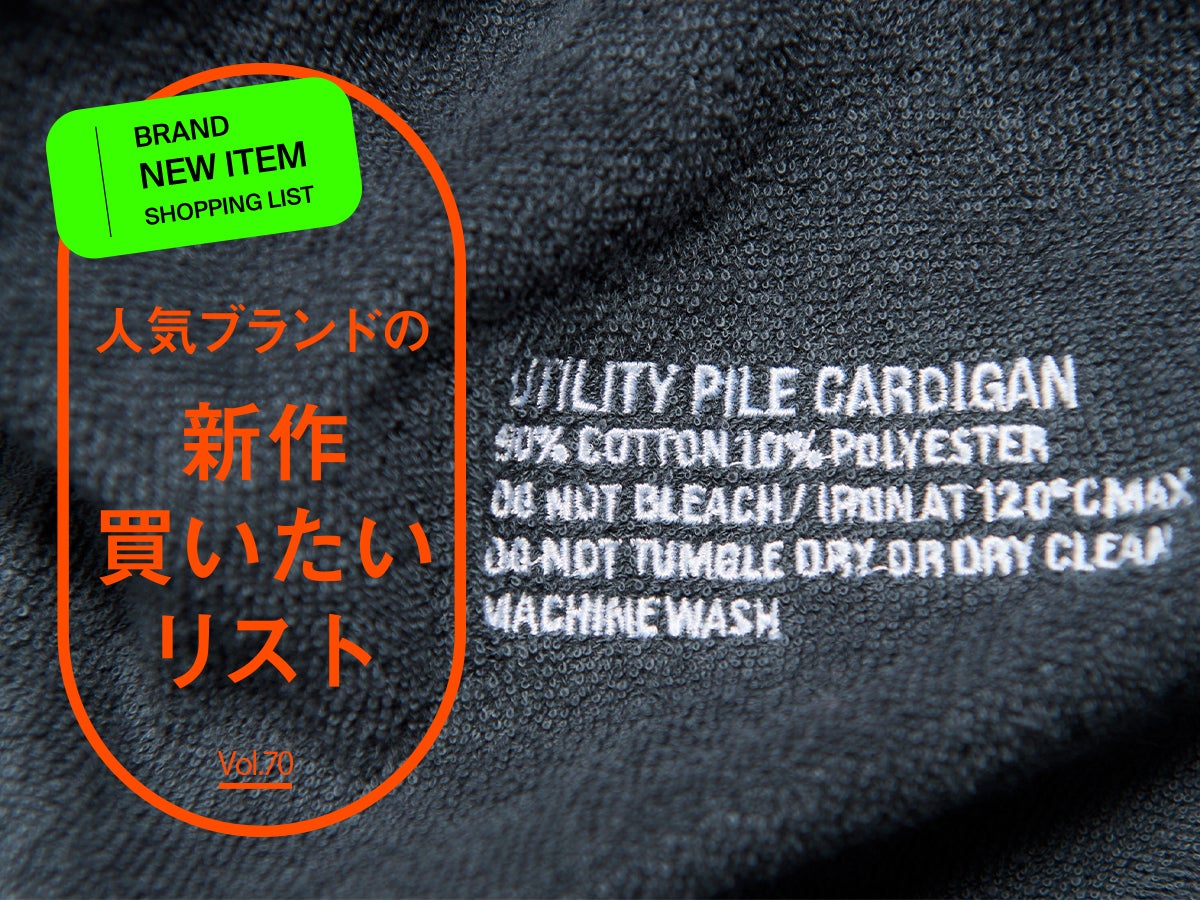 BRAND
NEW ITEM
SHOPPING LIST
人気ブランドの
新作
買いたい
リスト
Vol.70
UTILITY PILE CARDIGAN
90% COTTON 10% POLYESTER
DO NOT BLEACH / IRON AT 120°C MAX
DO NOT TUMBLE DRY OR DRY CLEAN
MACHINE WASH